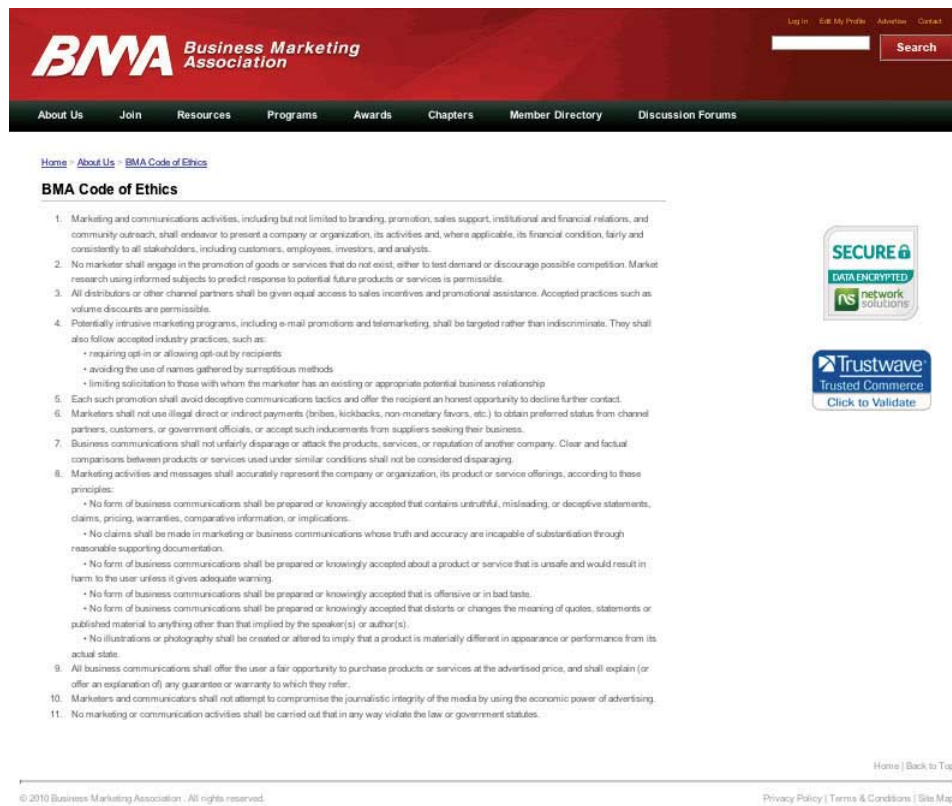 Log In Edit My Profile Advertise Contact
BMA Business Marketing
Association
Search
About Us Join Resources Programs Awards Chapters Member Directory Discussion Forums
Home > About Us > BMA Code of Ethics
BMA Code of Ethics
1. Marketing and communications activities, including but not limited to branding, promotion, sales support, institutional and financial relations, and
community outreach, shall endeavor to present a company or organization, its activities and, where applicable, its financial condition, fairly and
consistently to all stakeholders, including customers, employees, investors, and analysts.
2. No marketer shall engage in the promotion of goods or services that do not exist, either to test demand or discourage possible competition. Market
research using informed subjects to predict response to potential future products or services is permissible.
3. All distributors or other channel partners shall be given equal access to sales incentives and promotional assistance. Accepted practices such as
volume discounts are permissible.
4. Potentially intrusive marketing programs, including e-mail promotions and telemarketing, shall be targeted rather than indiscriminate. They shall
also follow accepted industry practices, such as:
• requiring opt-in or allowing opt-out by recipients
• avoiding the use of names gathered by surreptitious methods
• limiting solicitation to those with whom the marketer has an existing or appropriate potential business relationship
5. Each such promotion shall avoid deceptive communications tactics and offer the recipient an honest opportunity to decline further contact.
6. Marketers shall not use illegal direct or indirect payments (bribes, kickbacks, non-monetary favors, etc.) to obtain preferred status from channel
partners, customers, or government officials, or accept such inducements from suppliers seeking their business.
7. Business communications shall not unfairly disparage or attack the products, services, or reputation of another company. Clear and factual
comparisons between products or services used under similar conditions shall not be considered disparaging.
8. Marketing activities and messages shall accurately represent the company or organization, its product or service offerings, according to these
principles:
• No form of business communications shall be prepared or knowingly accepted that contains untruthful, misleading, or deceptive statements,
claims, pricing, warranties, comparative information, or implications.
• No claims shall be made in marketing or business communications whose truth and accuracy are incapable of substantiation through
reasonable supporting documentation.
• No form of business communications shall be prepared or knowingly accepted about a product or service that is unsafe and would result in
harm to the user unless it gives adequate warning.
• No form of business communications shall be prepared or knowingly accepted that is offensive or in bad taste.
• No form of business communications shall be prepared or knowingly accepted that distorts or changes the meaning of quotes, statements or
published material to anything other than that implied by the speaker(s) or author(s).
• No illustrations or photography shall be created or altered to imply that a product is materially different in appearance or performance from its
actual state.
9. All business communications shall offer the user a fair opportunity to purchase products or services at the advertised price, and shall explain (or
offer an explanation of) any guarantee or warranty to which they refer.
10. Marketers and communicators shall not attempt to compromise the journalistic integrity of the media by using the economic power of advertising.
11. No marketing or communication activities shall be carried out that in any way violate the law or government statutes.
SECURE
DATA ENCRYPTED
ns network
solutions
Trustwave
Trusted Commerce
Click to Validate
Home | Back to Top
© 2010 Business Marketing Association . All rights reserved.
Privacy Policy | Terms & Conditions | Site Map